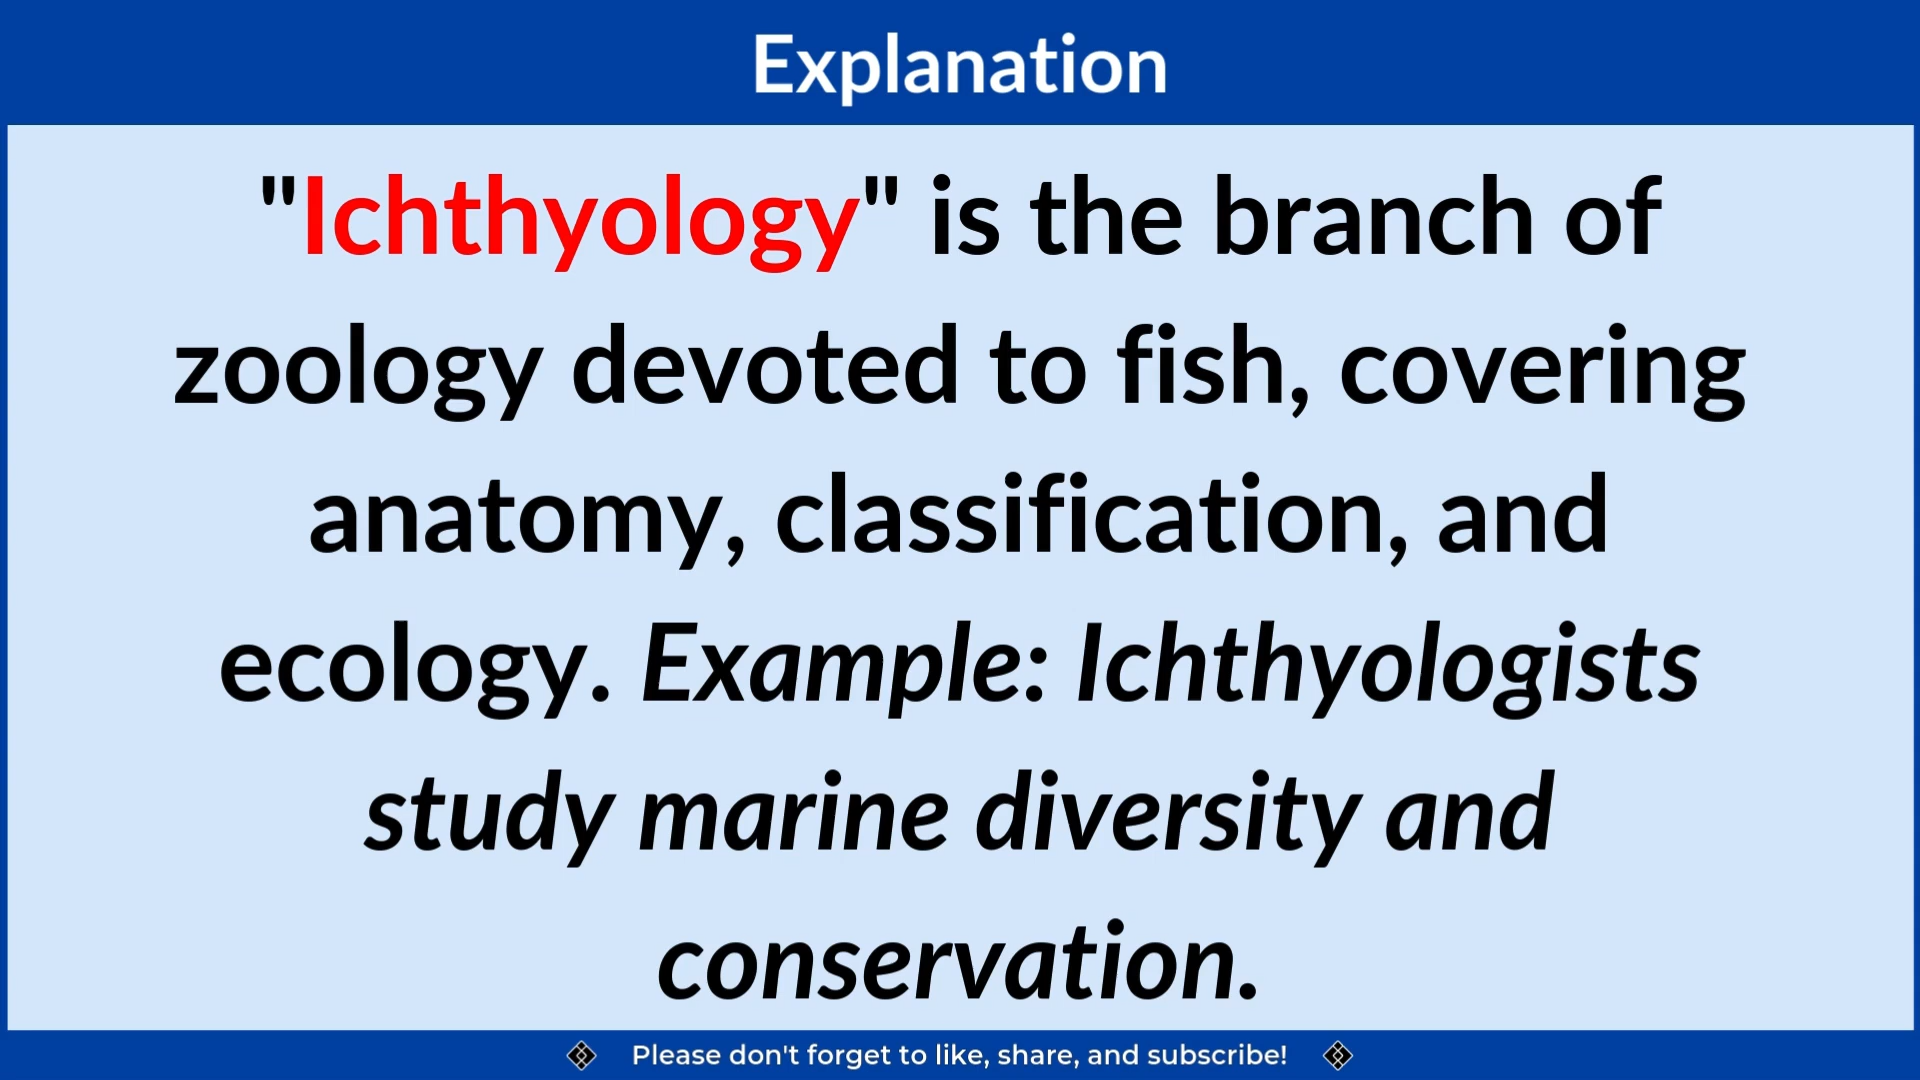 Explanation
"Ichthyology" is the branch of
zoology devoted to fish, covering
anatomy, classification, and
ecology. Example: Ichthyologists
study marine diversity and
conservation.
Please don't forget to like, share, and subscribe!